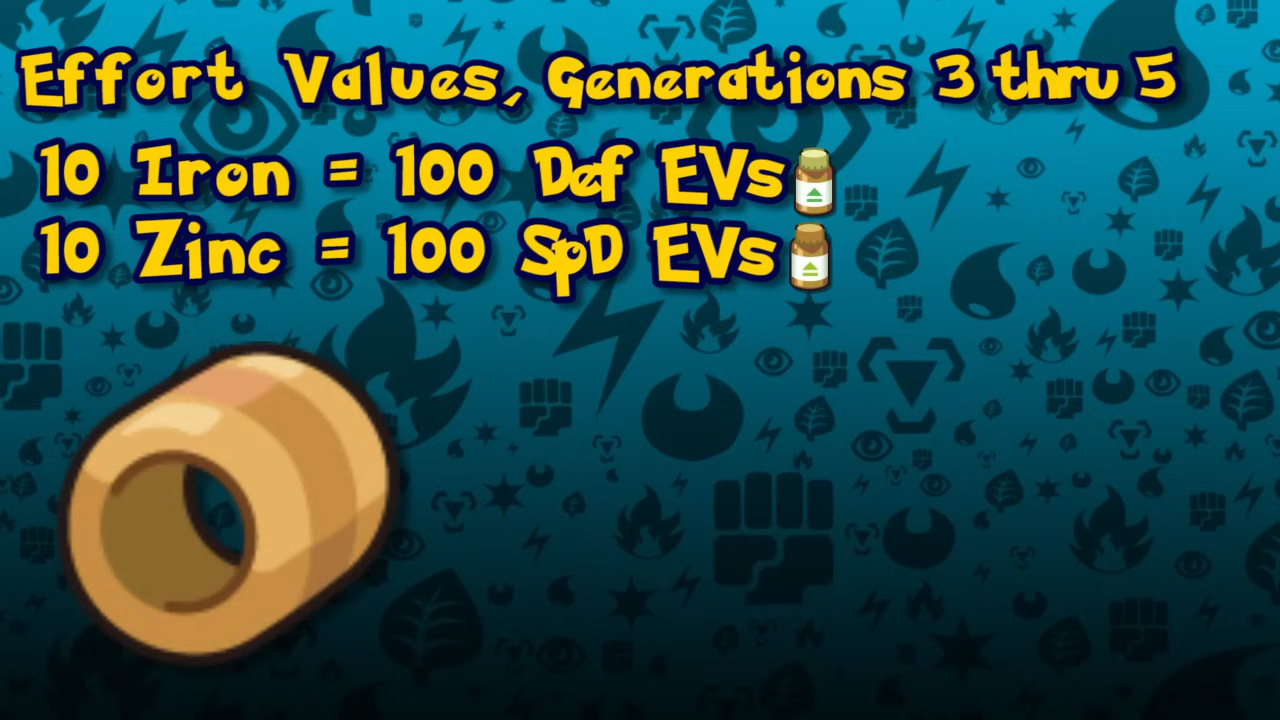 Effort Values, Generations 3 thru 5
10 Iron = 100 Def EVs
10 Zinc = 100 SpD EVs